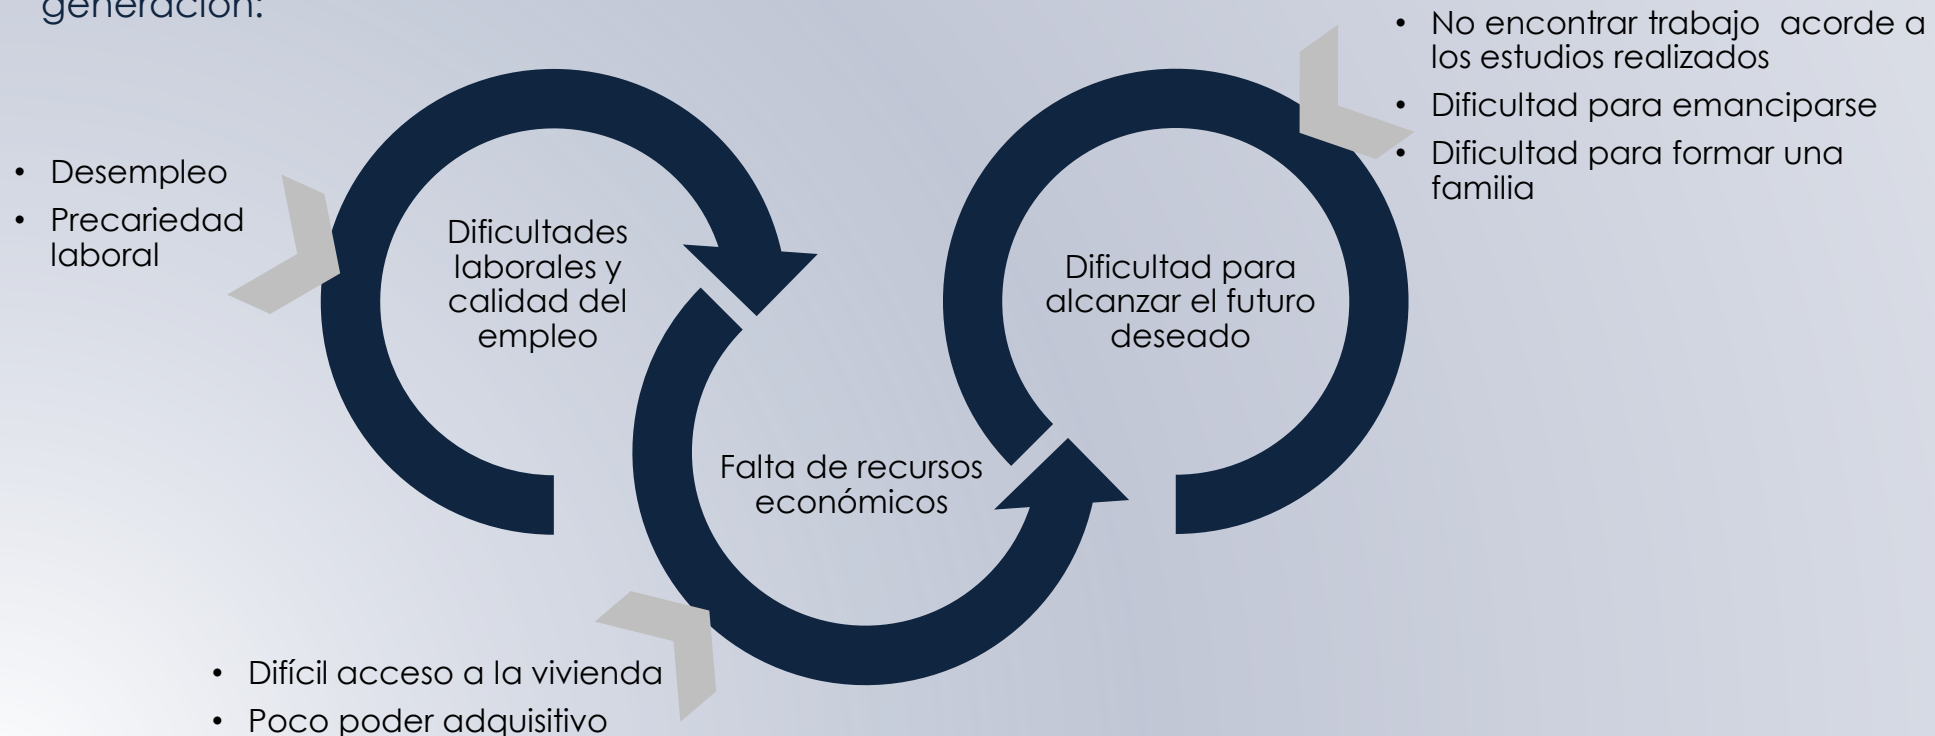 generación:
• Desempleo
• Precariedad
laboral
Dificultades
laborales y
calidad del
empleo
Falta de recursos
económicos
• Difícil acceso a la vivienda
• Poco poder adquisitivo
Dificultad para
alcanzar el futuro
deseado
• No encontrar trabajo  acorde a
los estudios realizados
• Dificultad para emanciparse
• Dificultad para formar una
familia